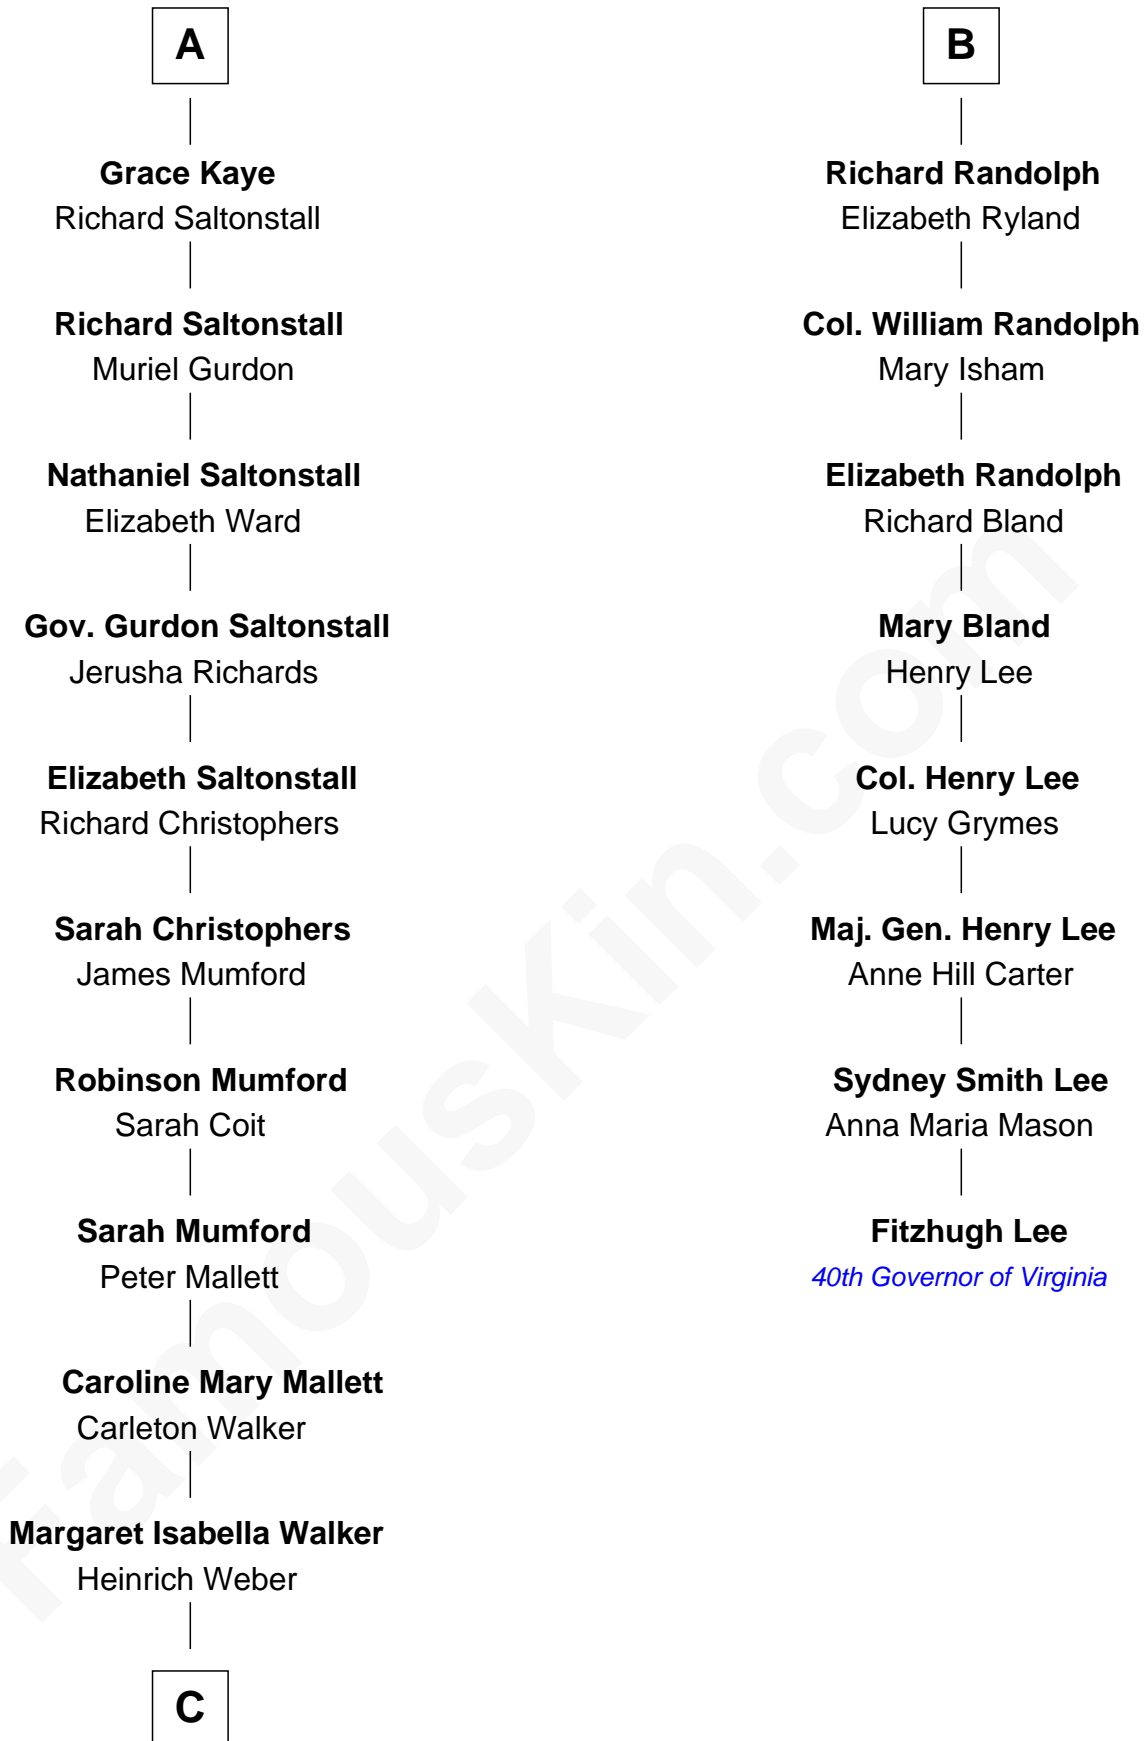 A
Grace Kaye
Richard Saltonstall
Richard Saltonstall
Muriel Gurdon
Nathaniel Saltonstall
Elizabeth Ward
Gov. Gurdon Saltonstall
Jerusha Richards
Elizabeth Saltonstall
Richard Christophers
Sarah Christophers
James Mumford
Robinson Mumford
Sarah Coit
Sarah Mumford
Peter Mallett
Caroline Mary Mallett
Carleton Walker
Margaret Isabella Walker
Heinrich Weber
C
B
Richard Randolph
Elizabeth Ryland
Col. William Randolph
Mary Isham
Elizabeth Randolph
Richard Bland
Mary Bland
Henry Lee
Col. Henry Lee
Lucy Grymes
Maj. Gen. Henry Lee
Anne Hill Carter
Sydney Smith Lee
Anna Maria Mason
Fitzhugh Lee
40th Governor of Virginia
FamousKin.com